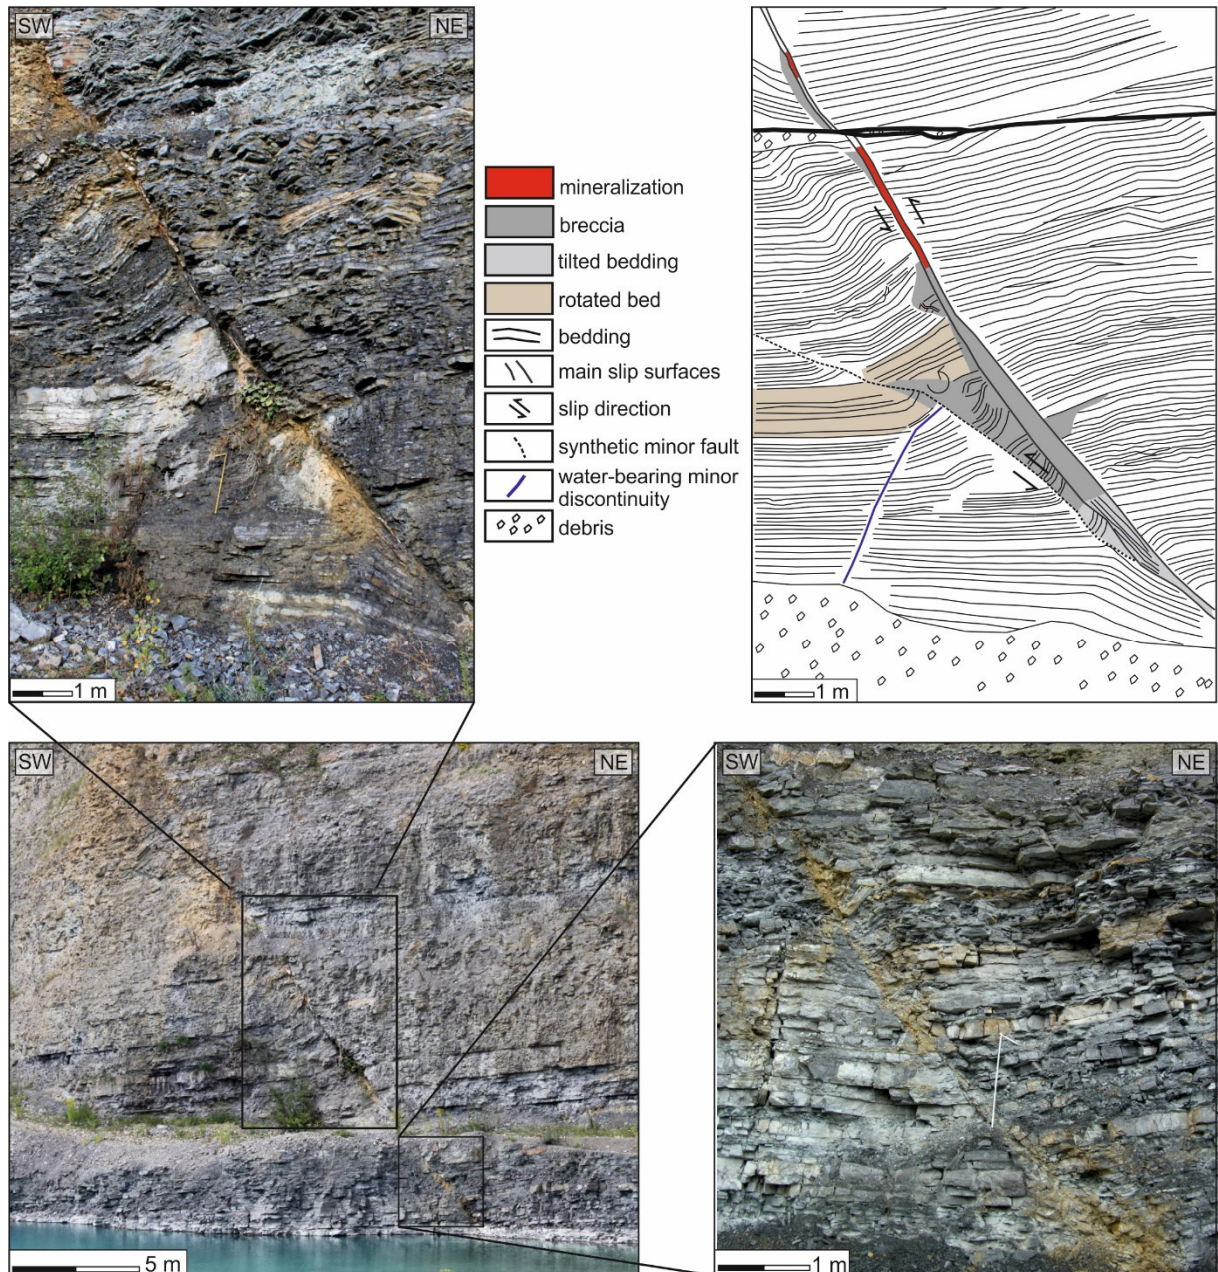 SW
NE
mineralization
breccia
tilted bedding
rotated bed
bedding
main slip surfaces
slip direction
synthetic minor fault
water-bearing minor
discontinuity
debris
1 m
1 m
SW
NE
5 m
SW
NE
1 m